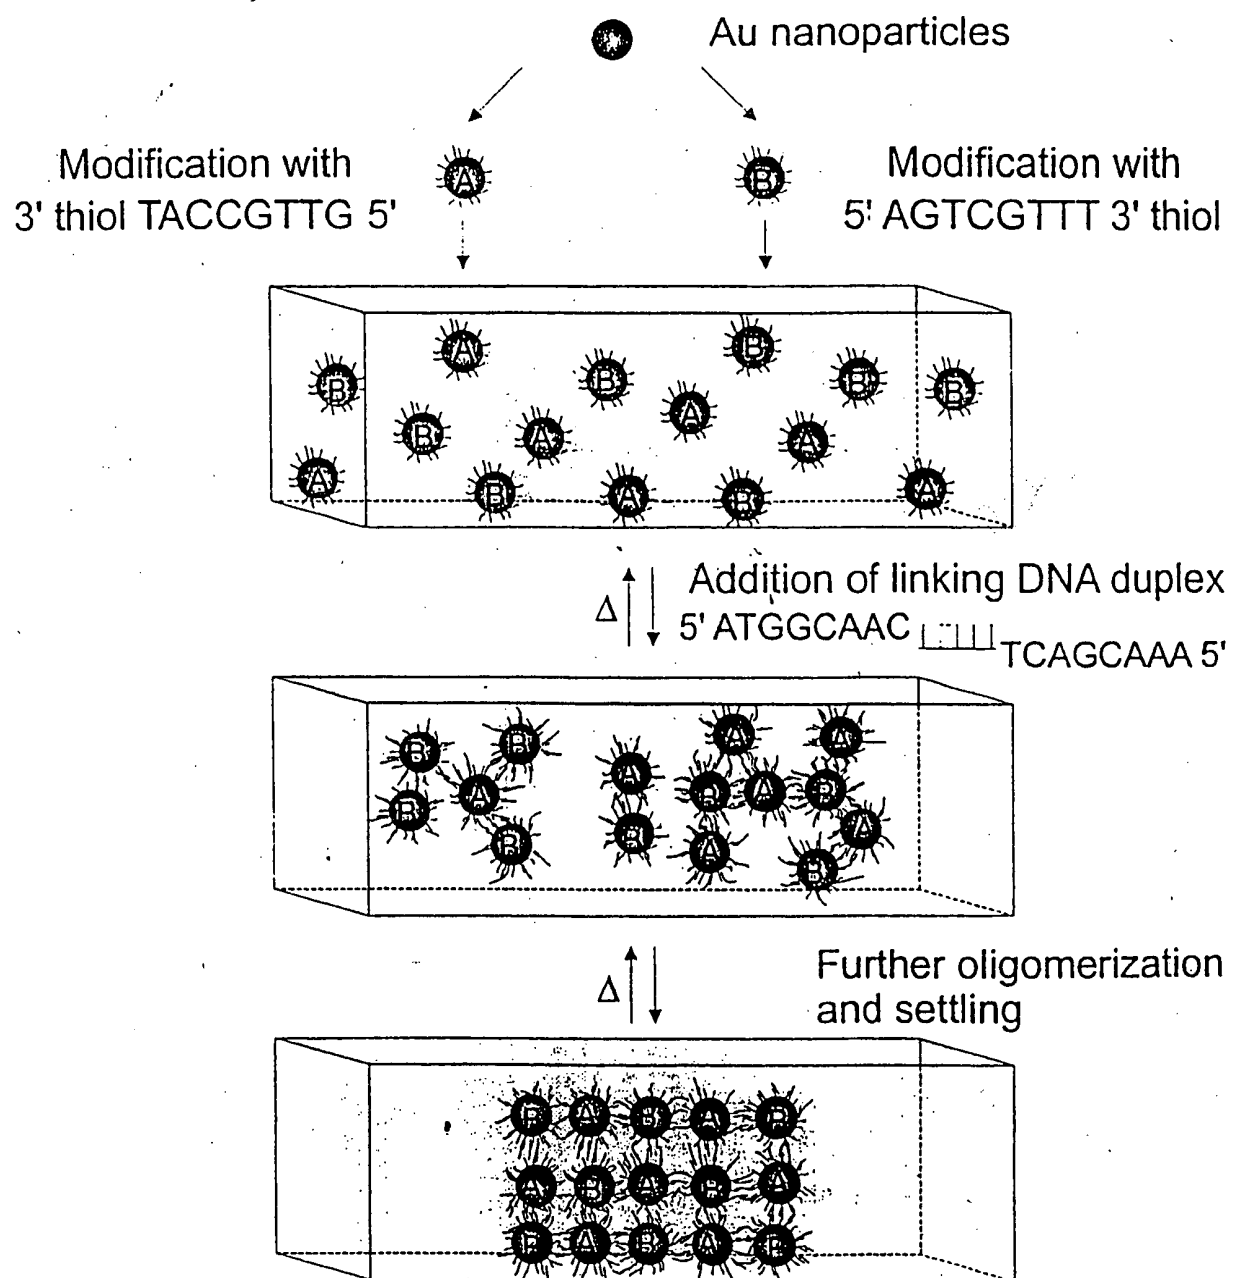 Au nanoparticles
Modification with
3' thiol TACCGTTG 5'
A
B
Modification with
5' AGTCGTTT 3' thiol
A
B
B
B
B
B
A
B
A
A
A
B
A
B
A
Δ
Addition of linking DNA duplex
5' ATGGCAAC
TCAGCAAA 5'
B
B
A
A
A
B
A
B
A
B
B
B
A
A
B
Δ
Further oligomerization
and settling
B A B A B
A B A B A
B A B A B